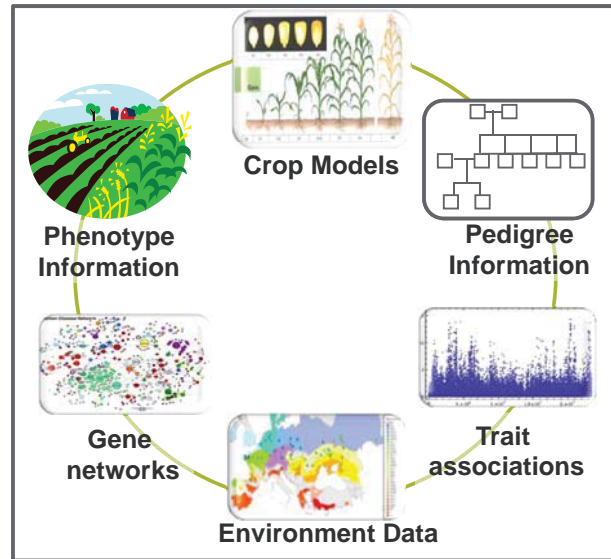 Crop Models
Phenotype
Information
Pedigree
Information
Gene
networks
Trait
associations
Environment Data